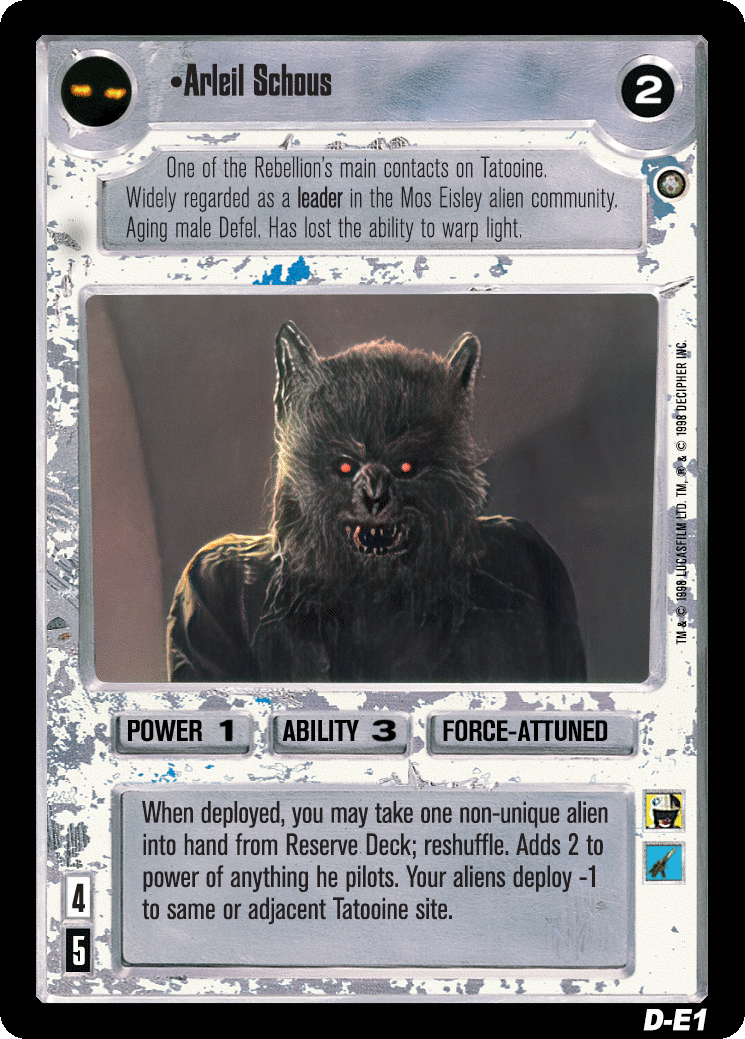 •Arleil Schous
2
One of the Rebellion's main contacts on Tatooine.
Widely regarded as a leader in the Mos Eisley alien community.
Aging male Defel. Has lost the ability to warp light.
TM & © 1998 LUCASFILM LTD. TM, ® & © 1998 DECIPHER INC.
POWER 1
ABILITY 3
FORCE-ATTUNED
When deployed, you may take one non-unique alien
into hand from Reserve Deck; reshuffle. Adds 2 to
power of anything he pilots. Your aliens deploy -1
to same or adjacent Tatooine site.
4
5
D-E1